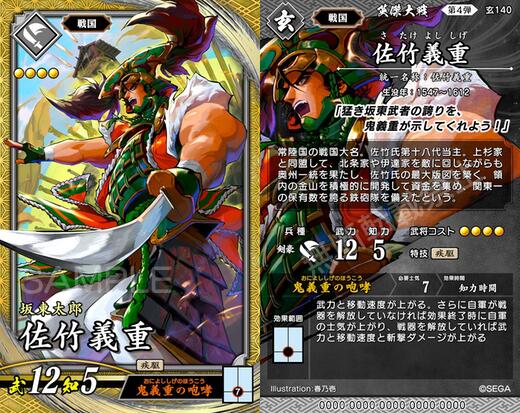 戦国
SAMPLE
坂東太郎
佐竹義重
疾駆
武12知5
おによししげのほうこう
鬼義重の咆哮
7
玄
戦国
英傑大戦
第4弾
玄140
さたけよししげ
佐竹義重
統一名称:佐竹義重
生没年:1547〜1612
「猛き坂東武者の誇りを、
鬼義重が示してくれよう!」
常陸国の戦国大名。佐竹氏第十八代当主。上杉家
と同盟して、北条家や伊達家を敵に回しながらも
奥州一統を果たし、佐竹氏の最大版図を築く。領
内の金山を積極的に開発して資金を集め、関東一
の保有数を誇る鉄砲隊を備えたという。
兵種
武力
知力
武将コスト
剣豪
12
5
特技
疾駆
おによししげのほうこう
鬼義重の咆哮
必要士気
7
効果時間
知力時間
効果範囲
武力と移動速度が上がる。さらに自軍が戦
器を解放していなければ効果終了時に自軍
の士気が上がり、戦器を解放していれば武
力と移動速度と斬撃ダメージが上がる
Illustration:春乃壱
©SEGA
0000 0000 0000 0000 0000